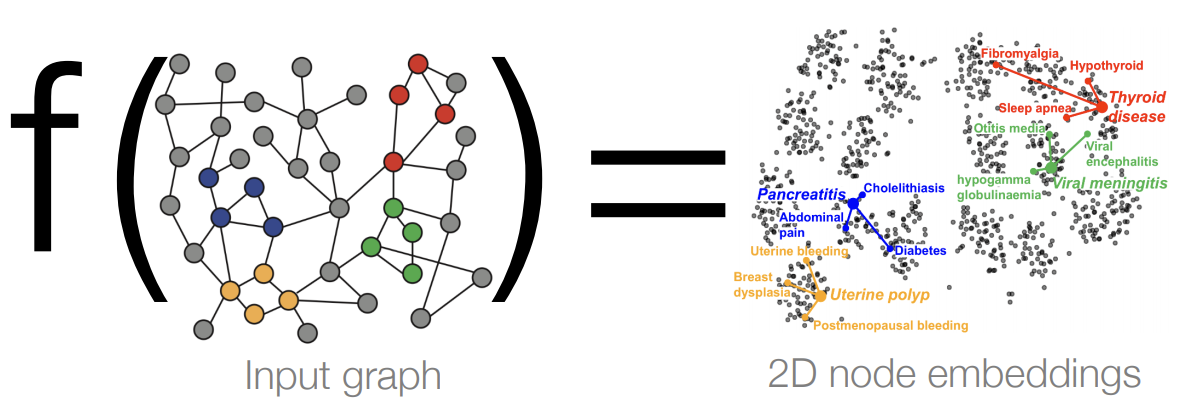 f ( ) =
Fibromyalgia
Hypothyroid
Thyroid
disease
Sleep apnea
Otitis media
Viral
encephalitis
hypogamma
globulinaemia
Viral meningitis
Pancreatitis
Cholelithiasis
Abdominal
pain
Diabetes
Uterine bleeding
Breast
dysplasia
Uterine polyp
Postmenopausal bleeding
Input graph
2D node embeddings